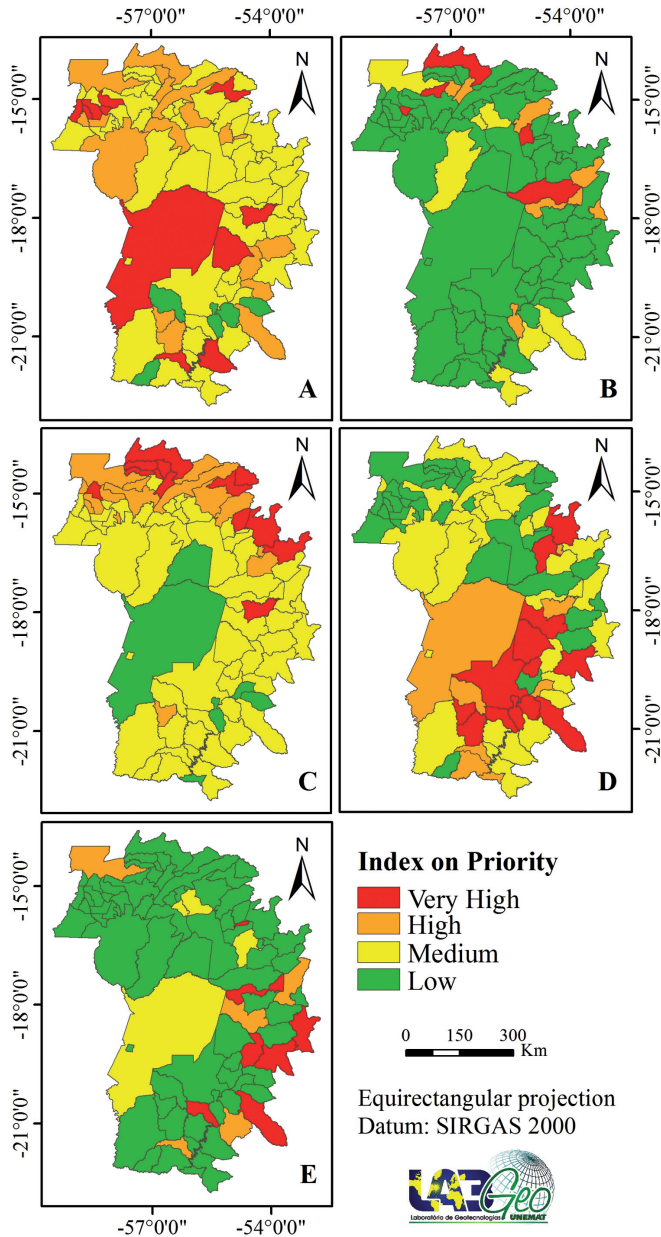 -57°0'0" -54°0'0" -57°0'0" -54°0'0"
N
-15°0'0"
-18°0'0"
-21°0'0"
A
N
-15°0'0"
-18°0'0"
-21°0'0"
B
N
-15°0'0"
-18°0'0"
-21°0'0"
C
N
-15°0'0"
-18°0'0"
-21°0'0"
D
N
-15°0'0"
-18°0'0"
-21°0'0"
E
-57°0'0" -54°0'0"
Index on Priority
Very High
High
Medium
Low
0 150 300
Km
Equirectangular projection
Datum: SIRGAS 2000
LAB Geo
UNEMAT
Laboratório de Geotecnologias